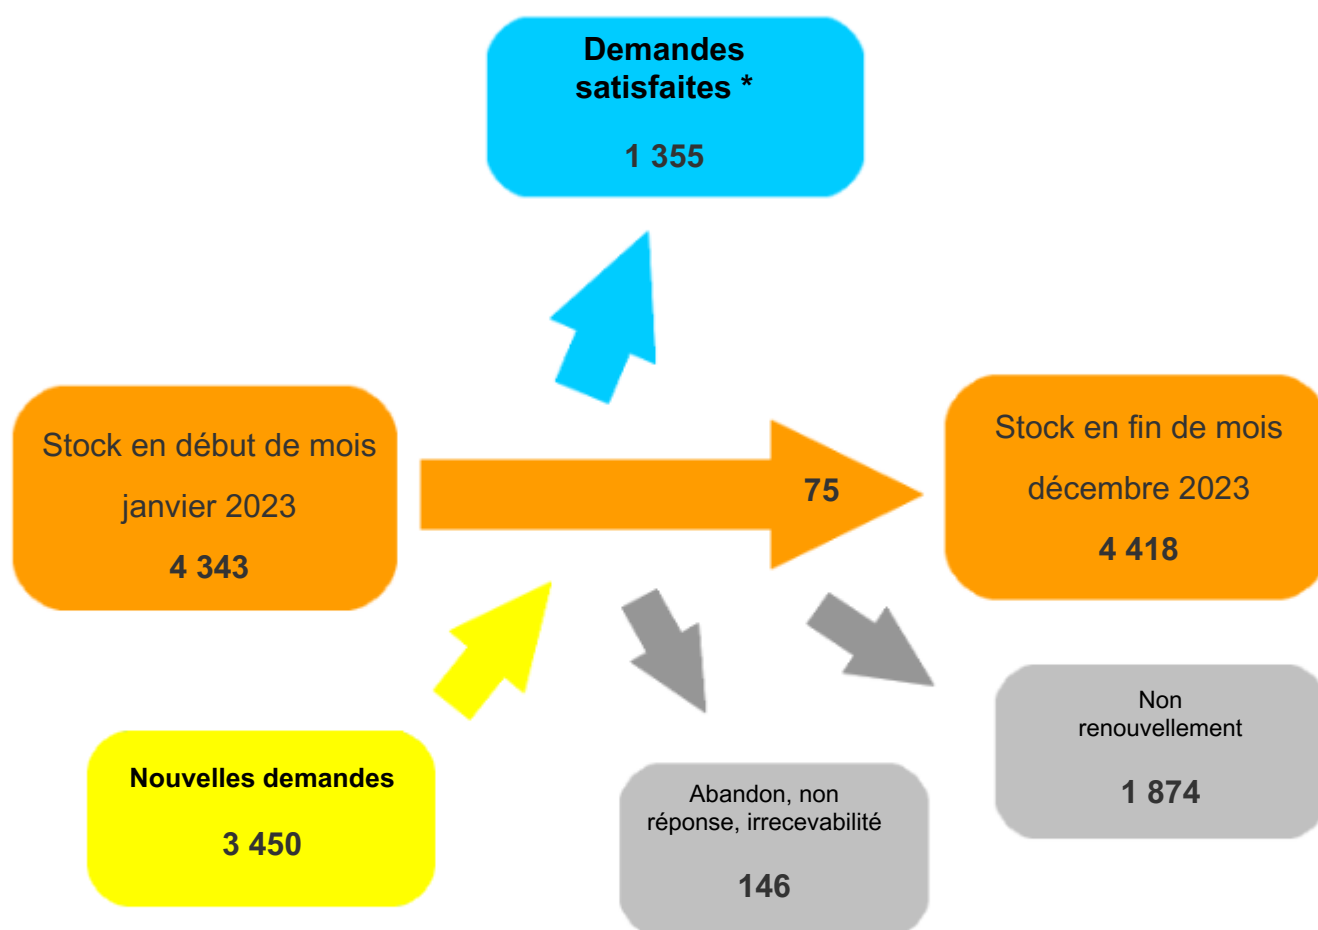 Demandes
satisfaites *
1 355
Stock en début de mois
janvier 2023
4 343
75
Stock en fin de mois
décembre 2023
4 418
Nouvelles demandes
3 450
Abandon, non
réponse, irrecevabilité
146
Non
renouvellement
1 874